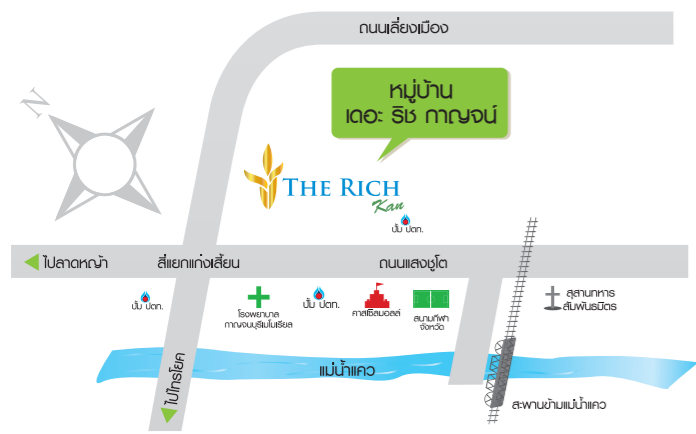 ถนนเลี่ยงเมือง
N
หมู่บ้าน
เดอะ ริช กาญจน์
THE RICH
Kan
ปั้ม ปตท.
ไปลาดหญ้า
สี่แยกแก่งเสี้ยน
ถนนแสงชูโต
ปั้ม ปตท.
โรงพยาบาล
กาญจนบุรีเมโมเรียล
ปั้ม ปตท.
คาสเซิลมอลล์
สนามกีฬา
จังหวัด
สุสานทหาร
สัมพันธมิตร
แม่น้ำแคว
ไปไทรโยค
สะพานข้ามแม่น้ำแคว